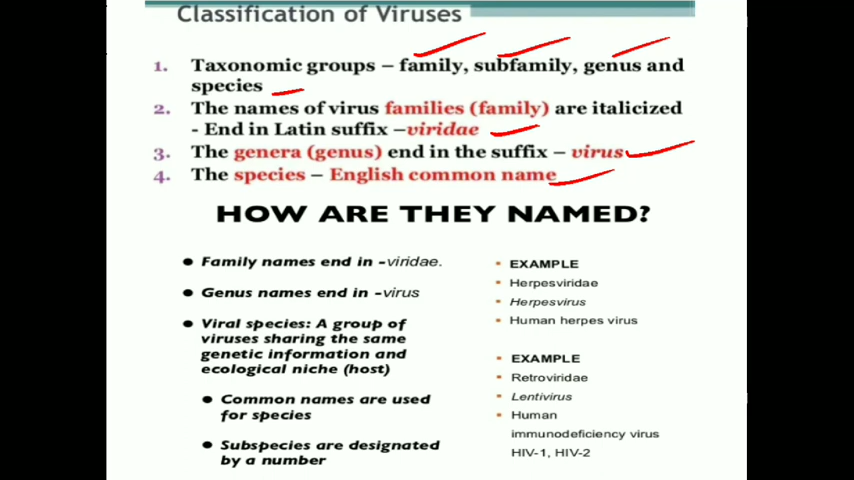 Classification of Viruses
1. Taxonomic groups – family, subfamily, genus and
species
2. The names of virus families (family) are italicized
- End in Latin suffix –viridae
3. The genera (genus) end in the suffix – virus
4. The species – English common name
HOW ARE THEY NAMED?
● Family names end in -viridae.
● Genus names end in -virus
● Viral species: A group of
viruses sharing the same
genetic information and
ecological niche (host)
● Common names are used
for species
● Subspecies are designated
by a number
▪ EXAMPLE
▪ Herpesviridae
▪ Herpesvirus
▪ Human herpes virus
▪ EXAMPLE
▪ Retroviridae
▪ Lentivirus
▪ Human
immunodeficiency virus
HIV-1, HIV-2